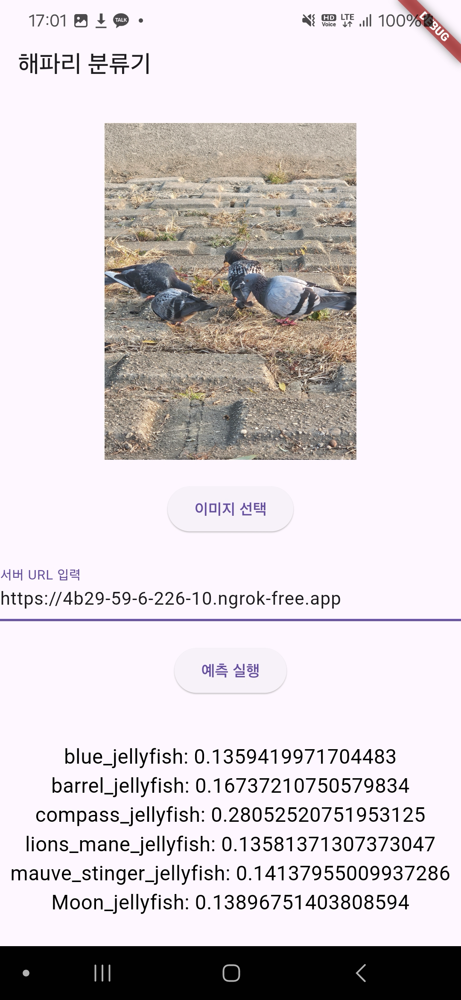 17:01 TALK HD Voice LTE 100%
DEBUG
해파리 분류기
이미지 선택
서버 URL 입력
https://4b29-59-6-226-10.ngrok-free.app
예측 실행
blue_jellyfish: 0.1359419971704483
barrel_jellyfish: 0.16737210750579834
compass_jellyfish: 0.28052520751953125
lions_mane_jellyfish: 0.13581371307373047
mauve_stinger_jellyfish: 0.14137955009937286
Moon_jellyfish: 0.13896751403808594